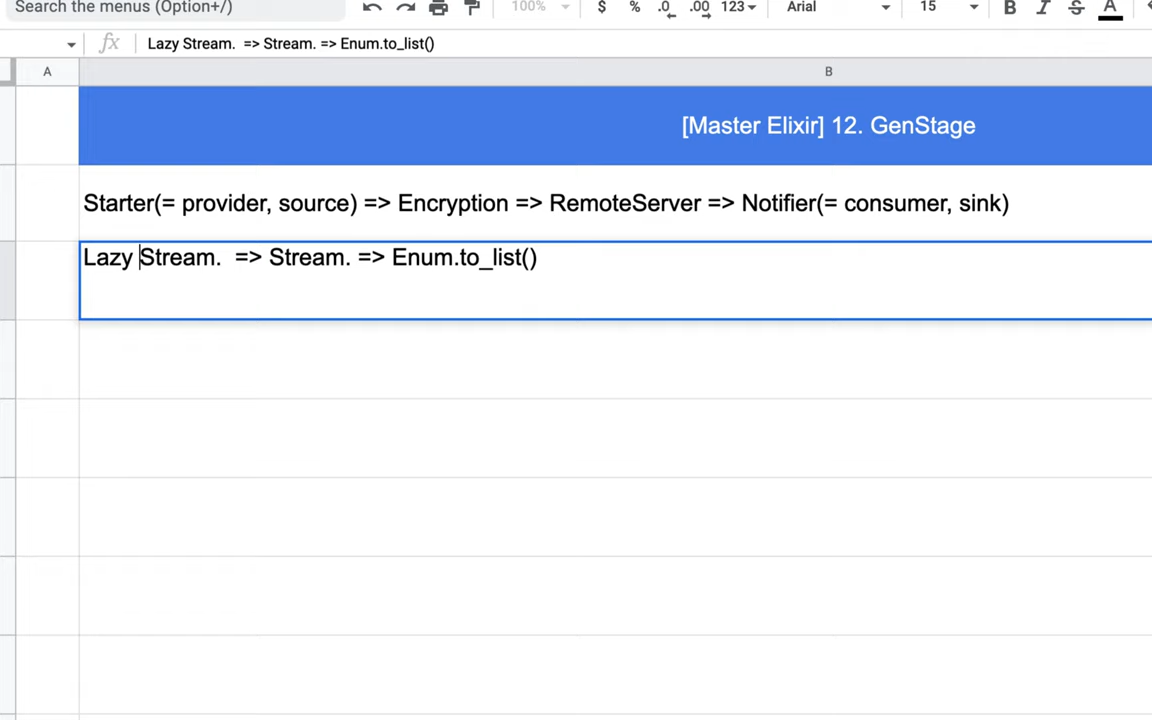 Search the menus (Option+/) 100% $ % .0 .00 123 Arial 15 B I S A
fx Lazy Stream.  => Stream. => Enum.to_list()
A B
[Master Elixir] 12. GenStage
Starter(= provider, source) => Encryption => RemoteServer => Notifier(= consumer, sink)
Lazy Stream.  => Stream. => Enum.to_list()